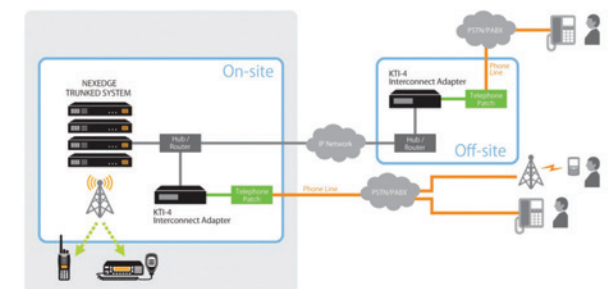 On-site
NEXEDGE
TRUNKED SYSTEM
Hub /
Router
KTI-4
Interconnect Adapter
Telephone
Patch
Phone Line
IP Network
PSTN/PABX
KTI-4
Interconnect Adapter
Phone
Line
Telephone
Patch
Hub /
Router
Off-site
PSTN/PABX